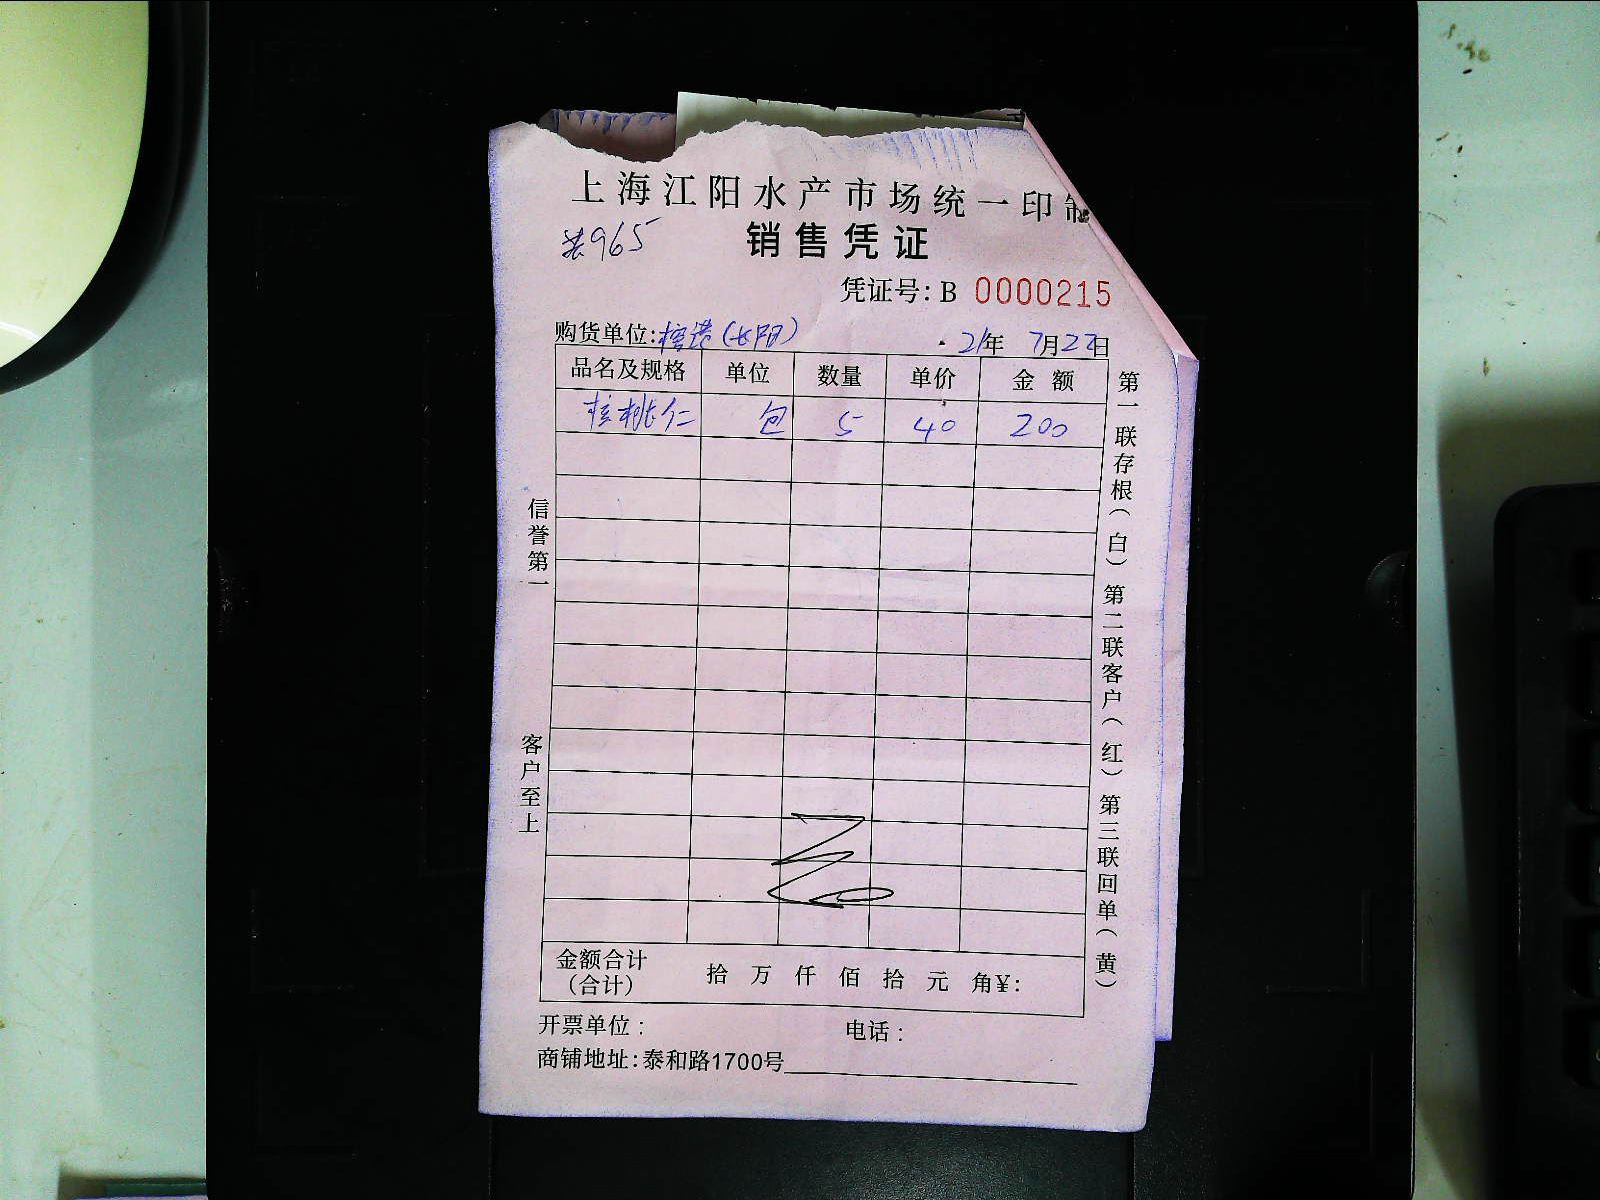 上海江阳水产市场统一印制
965
销售凭证
凭证号:B 0000215
购货单位:
21年 7月22日
品名及规格 单位 数量 单价 金额
核桃仁 包 5 40 200
信誉第一
客户至上
第一联存根(白)第二联客户(红)第三联回单(黄)
金额合计
(合计)
拾 万 仟 佰 拾 元 角¥:
开票单位: 电话:
商铺地址:泰和路1700号